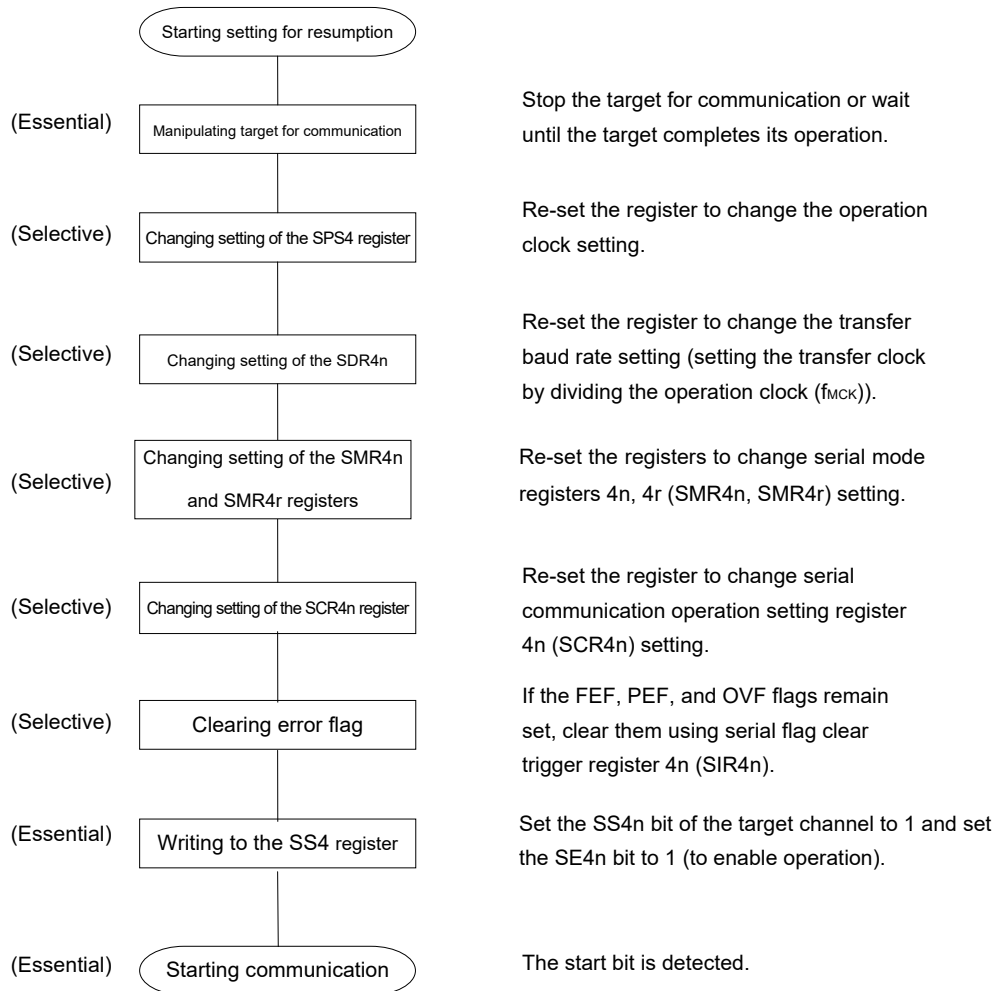 Starting setting for resumption
(Essential)
Manipulating target for communication
Stop the target for communication or wait
until the target completes its operation.
(Selective)
Changing setting of the SPS4 register
Re-set the register to change the operation
clock setting.
(Selective)
Changing setting of the SDR4n
Re-set the register to change the transfer
baud rate setting (setting the transfer clock
by dividing the operation clock (fMCK)).
(Selective)
Changing setting of the SMR4n
and SMR4r registers
Re-set the registers to change serial mode
registers 4n, 4r (SMR4n, SMR4r) setting.
(Selective)
Changing setting of the SCR4n register
Re-set the register to change serial
communication operation setting register
4n (SCR4n) setting.
(Selective)
Clearing error flag
If the FEF, PEF, and OVF flags remain
set, clear them using serial flag clear
trigger register 4n (SIR4n).
(Essential)
Writing to the SS4 register
Set the SS4n bit of the target channel to 1 and set
the SE4n bit to 1 (to enable operation).
(Essential)
Starting communication
The start bit is detected.